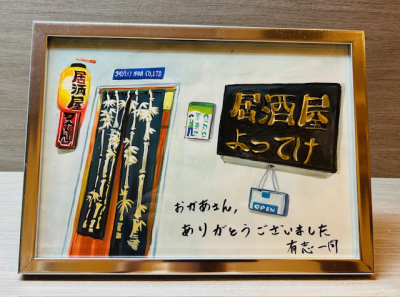 居酒屋
居酒屋
よってけ
OPEN
おかあさん,
ありがとうございました
有志一同